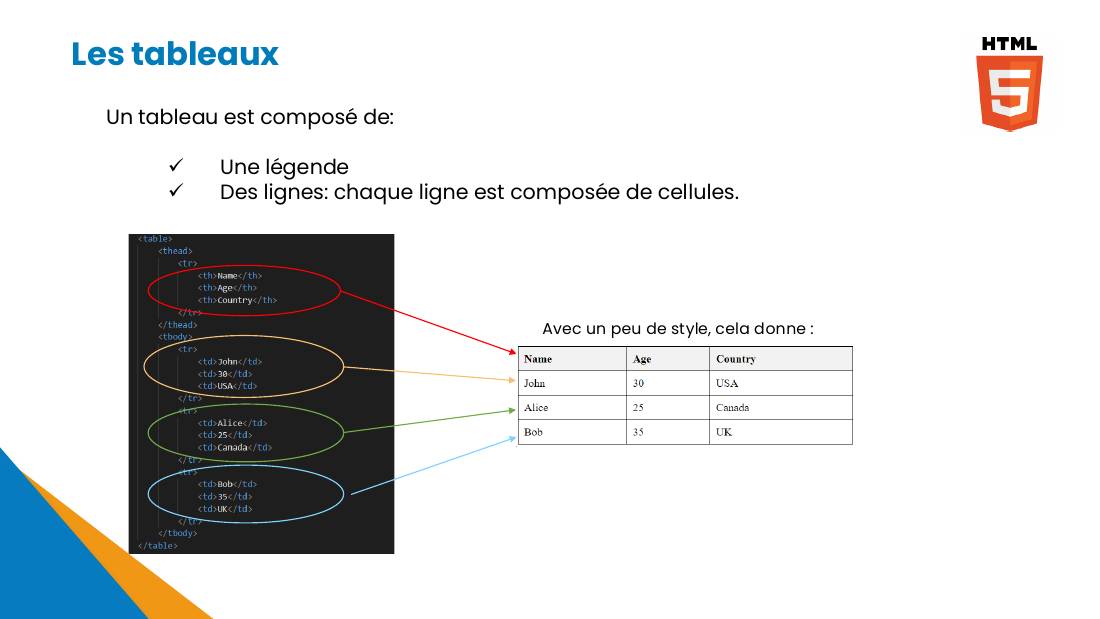 Les tableaux
HTML
Un tableau est composé de:
✓ Une légende
✓ Des lignes: chaque ligne est composée de cellules.
<table>
<thead>
<tr>
<th>Name</th>
<th>Age</th>
<th>Country</th>
</tr>
</thead>
<tbody>
<tr>
<td>John</td>
<td>30</td>
<td>USA</td>
</tr>
<tr>
<td>Alice</td>
<td>25</td>
<td>Canada</td>
</tr>
<tr>
<td>Bob</td>
<td>35</td>
<td>UK</td>
</tr>
</tbody>
</table>
Avec un peu de style, cela donne :
Name Age Country
John 30 USA
Alice 25 Canada
Bob 35 UK